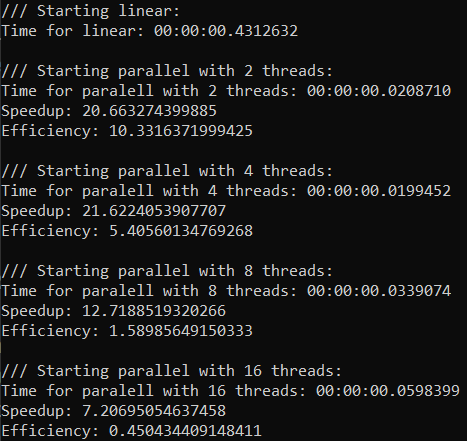 /// Starting linear:
Time for linear: 00:00:00.4312632
/// Starting parallel with 2 threads:
Time for paralell with 2 threads: 00:00:00.0208710
Speedup: 20.663274399885
Efficiency: 10.3316371999425
/// Starting parallel with 4 threads:
Time for paralell with 4 threads: 00:00:00.0199452
Speedup: 21.6224053907707
Efficiency: 5.40560134769268
/// Starting parallel with 8 threads:
Time for paralell with 8 threads: 00:00:00.0339074
Speedup: 12.7188519320266
Efficiency: 1.58985649150333
/// Starting parallel with 16 threads:
Time for paralell with 16 threads: 00:00:00.0598399
Speedup: 7.20695054637458
Efficiency: 0.450434409148411